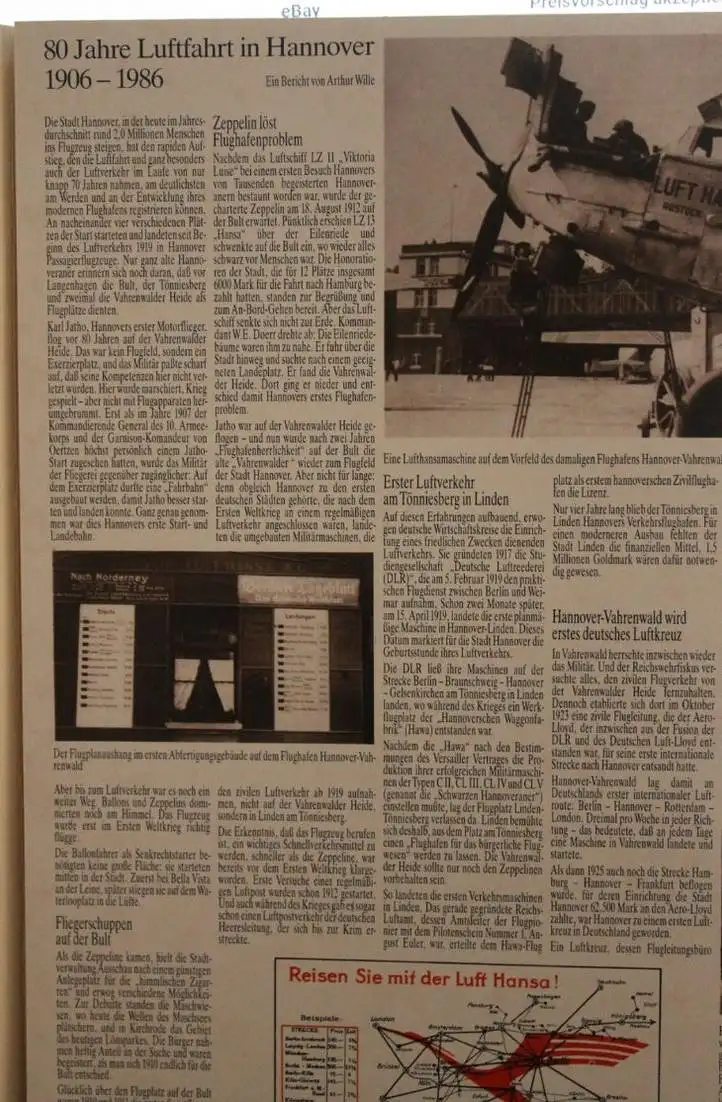 eBay
Preisvorschlag
80 Jahre Luftfahrt in Hannover
1906 – 1986
Ein Bericht von Arthur Wille
Die Stadt Hannover, in der heute im Jahres-
durchschnitt rund 2,0 Millionen Menschen
ins Flugzeug steigen, hat den rapiden Auf-
stieg, den die Luftfahrt und ganz besonders
auch der Luftverkehr im Laufe von nur
knapp 70 Jahren nahmen, am deutlichsten
am Werden und an der Entwicklung ihres
modernen Flughafens registrieren können.
An nacheinander vier verschiedenen Plät-
zen der Start starteten und landeten seit Be-
ginn des Luftverkehrs 1919 in Hannover
Passagierflugzeuge. Nur ganz alte Hanno-
veraner erinnern sich noch daran, daß vor
Langenhagen die Bult, der Tönniesberg
und zweimal die Vahrenwalder Heide als
Flugplätze dienten.
Karl Jatho, Hannovers erster Motorflieger,
flog vor 80 Jahren auf der Vahrenwalder
Heide. Das war kein Flugfeld, sondern ein
Exerzierplatz, und das Militär paßte scharf
auf, daß seine Kompetenzen hier nicht ver-
letzt wurden. Hier wurde marschiert, Krieg
gespielt – aber nicht mit Flugapparaten her-
umgebrummt. Erst als im Jahre 1907 der
Kommandierende General des 10. Armee-
korps und der Garnison-Komandeur von
Oertzen höchst persönlich einem Jatho-
Start zugesehen hatten, wurde das Militär
der Fliegerei gegenüber zugänglicher: Auf
dem Exerzierplatz durfte eine „Fahrbahn"
ausgebaut werden, damit Jatho besser star-
ten und landen konnte. Ganz genau genom-
men war dies Hannovers erste Start- und
Landebahn.
Zeppelin löst
Flughafenproblem
Nachdem das Luftschiff LZ 11 „Viktoria
Luise" bei einem ersten Besuch Hannovers
von Tausenden begeisterten Hannover-
anern bestaunt worden war, wurde der ge-
charterte Zeppelin am 18. August 1912 auf
der Bult erwartet. Pünktlich erschien LZ 13
„Hansa" über der Eilenriede und
schwenkte auf die Bult ein, wo wieder alles
schwarz vor Menschen war. Die Honoratio-
ren der Stadt, die für 12 Plätze insgesamt
6000 Mark für die Fahrt nach Hamburg be-
zahlt hatten, standen zur Begrüßung und
zum An-Bord-Gehen bereit. Aber das Luft-
schiff senkte sich nicht zur Erde. Komman-
dant W.E. Doerr drehte ab: Die Eilenriede-
bäume waren ihm zu nahe. Er fuhr über die
Stadt hinweg und suchte nach einem geeig-
neten Landeplatz. Er fand die Vahrenwal-
der Heide. Dort ging er nieder und ent-
schied damit Hannovers erstes Flughafen-
problem.
Jatho war auf der Vahrenwalder Heide ge-
flogen – und nun wurde nach zwei Jahren
„Flughafenherrlichkeit" auf der Bult die
alte „Vahrenwalder" wieder zum Flugfeld
der Stadt Hannover. Aber nicht für lange:
denn obgleich Hannover zu den ersten
deutschen Städten gehörte, die nach dem
Ersten Weltkrieg an einem regelmäßigen
Luftverkehr angeschlossen wären, lande-
ten die umgebauten Militärmaschinen, die
LUFT HA
ROSTOCK
Eine Lufthansamaschine auf dem Vorfeld des damaligen Flughafens Hannover-Vahrenwal
Nach Norderney
Starts
Landungen
Der Flugplanaushang im ersten Abfertigungsgebäude auf dem Flughafen Hannover-Vah-
renwald
Aber bis zum Luftverkehr war es noch ein
weiter Weg. Ballons und Zeppelins domi-
nierten noch am Himmel. Das Flugzeug
wurde erst im Ersten Weltkrieg richtig
flügge.
Die Ballonfahrer als Senkrechtstarter be-
nötigten keine große Fläche: sie starteten
mitten in der Stadt. Zuerst bei Bella Vista
an der Leine, später stiegen sie auf dem Wa-
terlooplatz in die Lüfte.
Fliegerschuppen
auf der Bult
Als die Zeppeline kamen, hielt die Stadt-
verwaltung Ausschau nach einem günstigen
Anlegeplatz für die „himmlischen Zigar-
ren" und erwog verschiedene Möglichkei-
ten. Zur Debatte standen die Maschwie-
sen, wo heute die Wellen des Maschsees
plätschern, und in Kirchrode das Gebiet
des heutigen Lönsparkes. Die Bürger nah-
men heftig Anteil an der Sache und waren
begeistert, als man sich 1910 endlich für die
Bult entschied.
Glücklich über den Flugplatz auf der Bult
den zivilen Luftverkehr ab 1919 aufnah-
men, nicht auf der Vahrenwalder Heide,
sondern in Linden am Tönniesberg.
Die Erkenntnis, daß das Flugzeug berufen
ist, ein wichtiges Schnellverkehrsmittel zu
werden, schneller als die Zeppeline, war
bereits vor dem Ersten Weltkrieg klarge-
worden. Erste Versuche einer regelmäßi-
gen Luftpost wurden schon 1912 gestartet.
Und auch während des Krieges gab es sogar
schon einen Luftpostverkehr der deutschen
Heeresleitung, der sich bis zur Krim er-
streckte.
Erster Luftverkehr
am Tönniesberg in Linden
Auf diesen Erfahrungen aufbauend, erwo-
gen deutsche Wirtschaftskreise die Einrich-
tung eines friedlichen Zwecken dienenden
Luftverkehrs. Sie gründeten 1917 die Stu-
diengesellschaft „Deutsche Luftreederei
(DLR)", die am 5. Februar 1919 den prakti-
schen Flugdienst zwischen Berlin und Wei-
mar aufnahm. Schon zwei Monate später,
am 15. April 1919, landete die erste planmä-
ßige Maschine in Hannover-Linden. Dieses
Datum markiert für die Stadt Hannover die
Geburtsstunde ihres Luftverkehrs.
Die DLR ließ ihre Maschinen auf der
Strecke Berlin – Braunschweig – Hannover
– Gelsenkirchen am Tönniesberg in Linden
landen, wo während des Krieges ein Werk-
flugplatz der „Hannoverschen Waggonfa-
brik" (Hawa) entstanden war.
Nachdem die „Hawa" nach den Bestim-
mungen des Versailler Vertrages die Pro-
duktion ihrer erfolgreichen Militärmaschi-
nen der Typen C II, CL III, CL IV und CL V
(genannt die „Schwarzen Hannoveraner")
einstellen mußte, lag der Flugplatz Linden-
Tönniesberg verlassen da. Linden bemühte
sich deshalb, aus dem Platz am Tönniesberg
einen „Flughafen für das bürgerliche Flug-
wesen" werden zu lassen. Die Vahrenwal-
der Heide sollte nur noch den Zeppelinen
vorbehalten sein.
So landeten die ersten Verkehrsmaschinen
in Linden. Das gerade gegründete Reichs-
Luftamt, dessen Amtsleiter der Flugpio-
nier mit dem Pilotenschein Nummer 1, Au-
gust Euler, war, erteilte dem Hawa-Flug
platz als erstem hannoverschen Zivilflugha-
fen die Lizenz.
Nur vier Jahre lang blieb der Tönniesberg in
Linden Hannovers Verkehrsflughafen. Für
einen moderneren Ausbau fehlten der
Stadt Linden die finanziellen Mittel, 1,5
Millionen Goldmark wären dafür notwen-
dig gewesen.
Hannover-Vahrenwald wird
erstes deutsches Luftkreuz
In Vahrenwald herrschte inzwischen wieder
das Militär. Und der Reichswehrfiskus ver-
suchte alles, den zivilen Flugverkehr von
der Vahrenwalder Heide fernzuhalten.
Dennoch etablierte sich dort im Oktober
1923 eine zivile Flugleitung, die der Aero-
Lloyd, der inzwischen aus der Fusion der
DLR und des Deutschen Luft-Lloyd ent-
standen war, für seine erste internationale
Strecke nach Hannover entsandt hatte.
Hannover-Vahrenwald lag damit an
Deutschlands erster internationaler Luft-
route: Berlin – Hannover – Rotterdam –
London. Dreimal pro Woche in jeder Rich-
tung – das bedeutete, daß an jedem Tage
eine Maschine in Vahrenwald landete und
startete.
Als dann 1925 auch noch die Strecke Ham-
burg – Hannover – Frankfurt beflogen
wurde, für deren Einrichtung die Stadt
Hannover 62.500 Mark an den Aero-Lloyd
zahlte, war Hannover zu einem ersten Luft-
kreuz in Deutschland geworden.
Ein Luftkreuz, dessen Flugleitungsbüro
Reisen Sie mit der Luft Hansa!
Beispiele:
STRECKE
London
Amsterdam
Königsberg